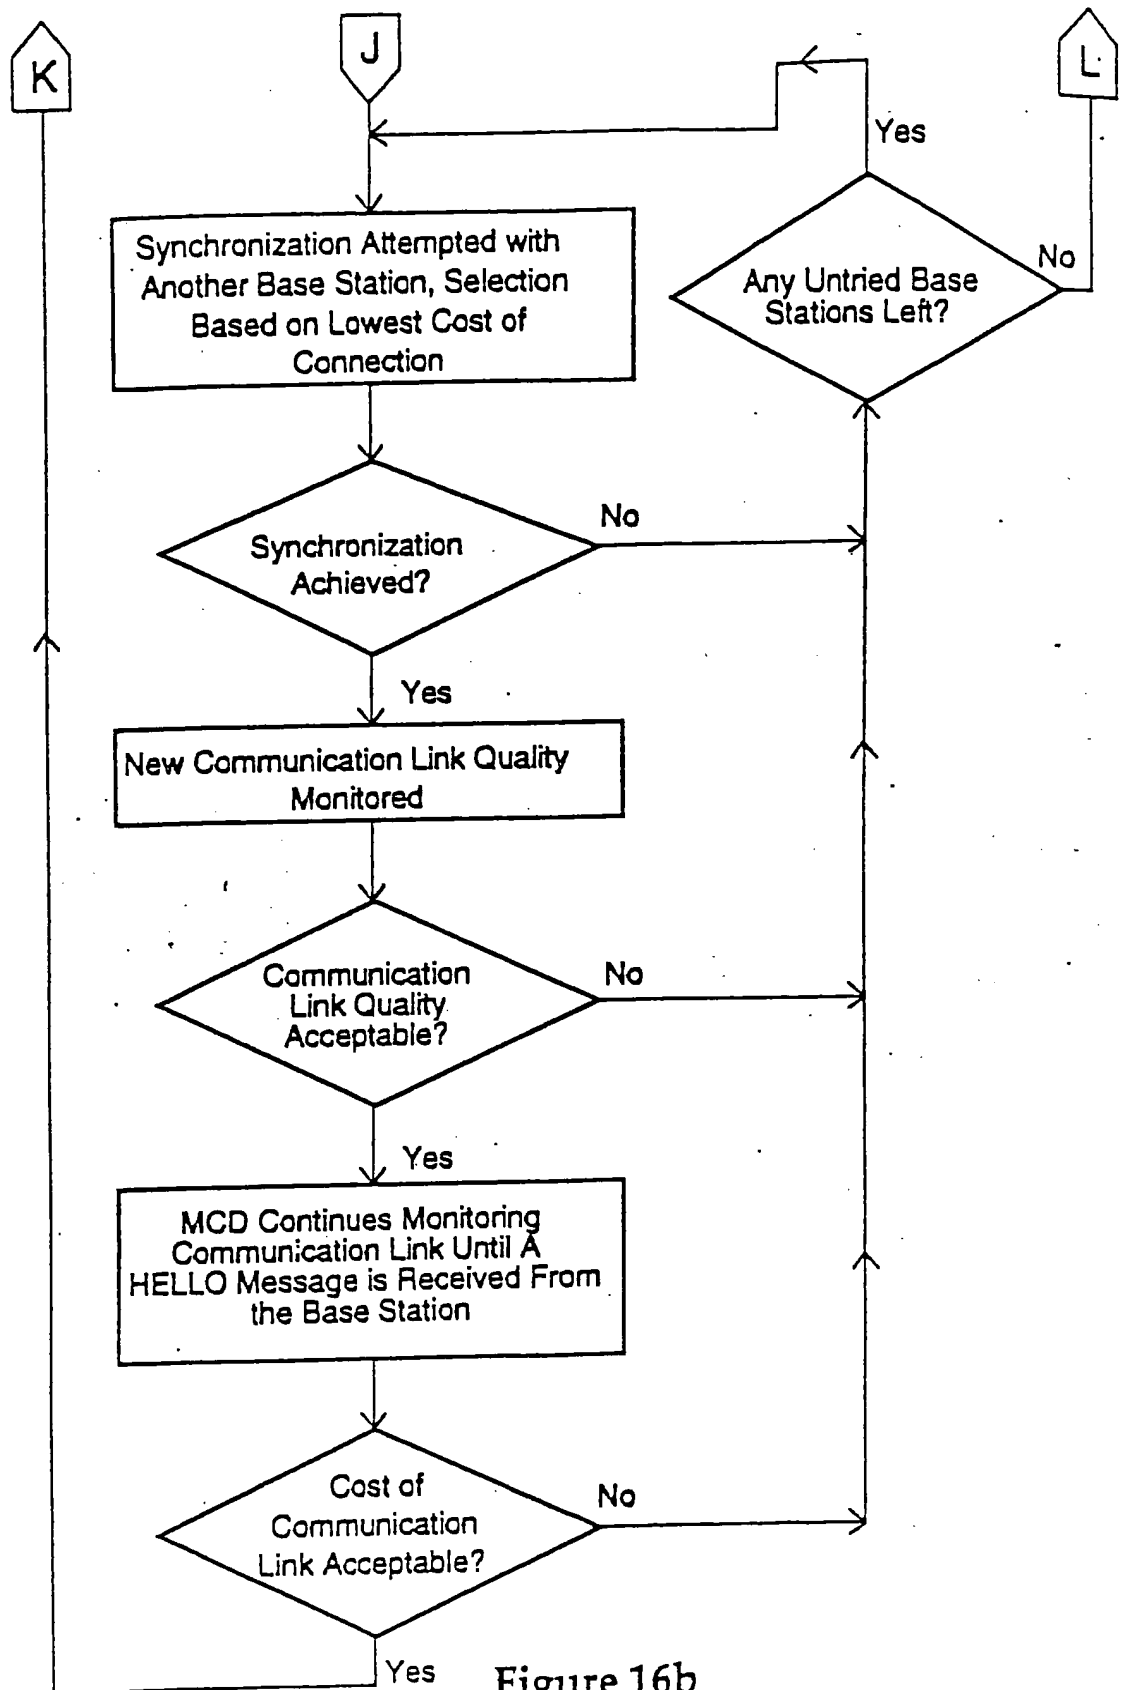 K
J
L
Yes
Synchronization Attempted with
Another Base Station, Selection
Based on Lowest Cost of
Connection
No
Any Untried Base
Stations Left?
No
Synchronization
Achieved?
Yes
New Communication Link Quality
Monitored
No
Communication
Link Quality
Acceptable?
Yes
MCD Continues Monitoring
Communication Link Until A
HELLO Message is Received From
the Base Station
No
Cost of
Communication
Link Acceptable?
Yes
Figure 16b